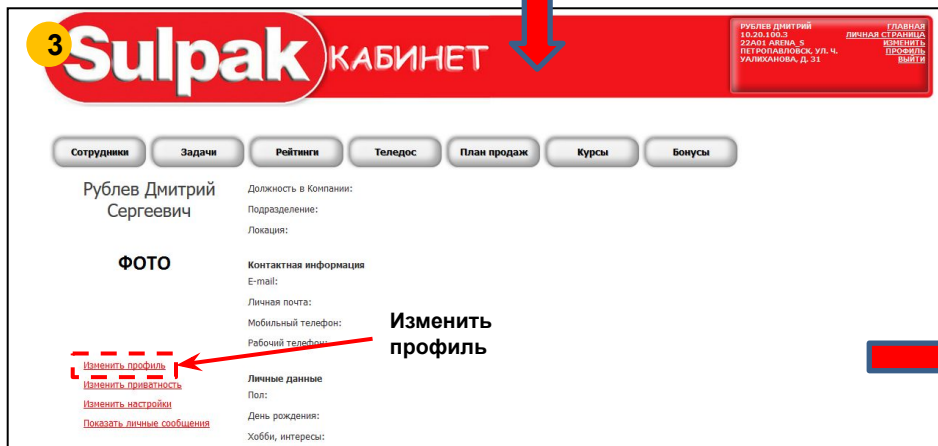 3
Sulpak КАБИНЕТ
РУБЛЕВ ДМИТРИЙ
10.20.100.3
22А01 ARENA_S
ПЕТРОПАВЛОВСК, УЛ. Ч.
УАЛИХАНОВА, Д. 31
ГЛАВНАЯ
ЛИЧНАЯ СТРАНИЦА
ИЗМЕНИТЬ
ПРОФИЛЬ
ВЫЙТИ
Сотрудники Задачи Рейтинги Теледос План продаж Курсы Бонусы
Рублев Дмитрий
Сергеевич
ФОТО
Изменить профиль
Изменить приватность
Изменить настройки
Показать личные сообщения
Должность в Компании:
Подразделение:
Локация:
Контактная информация
E-mail:
Личная почта:
Мобильный телефон:
Рабочий телефон:
Личные данные
Пол:
День рождения:
Хобби, интересы:
Изменить
профиль